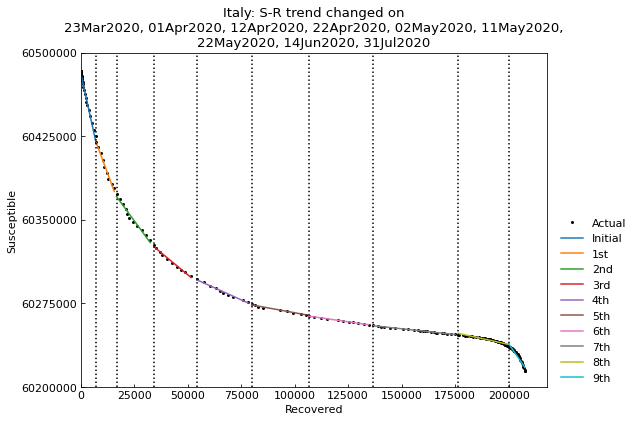 Italy: S-R trend changed on
23Mar2020, 01Apr2020, 12Apr2020, 22Apr2020, 02May2020, 11May2020,
22May2020, 14Jun2020, 31Jul2020
60500000
60425000
60350000
60275000
60200000
Susceptible
0
25000
50000
75000
100000
125000
150000
175000
200000
Recovered
Actual
Initial
1st
2nd
3rd
4th
5th
6th
7th
8th
9th